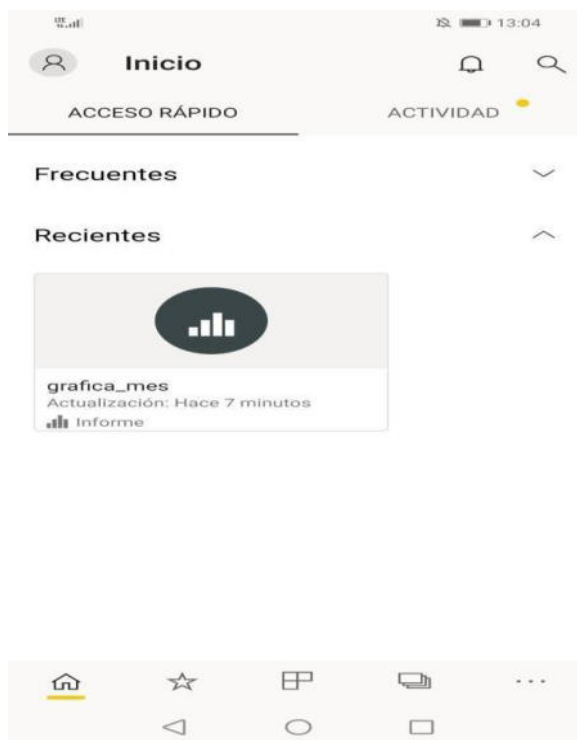 13:04
Inicio
ACCESO RÁPIDO ACTIVIDAD
Frecuentes
Recientes
grafica_mes
Actualización: Hace 7 minutos
Informe